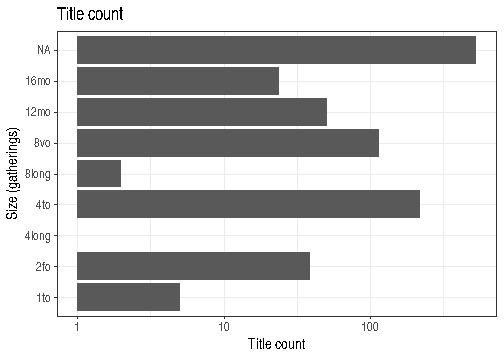 Title count
Size (gatherings)
NA
16mo
12mo
8vo
8long
4to
4long
2fo
1to
1 10 100
Title count